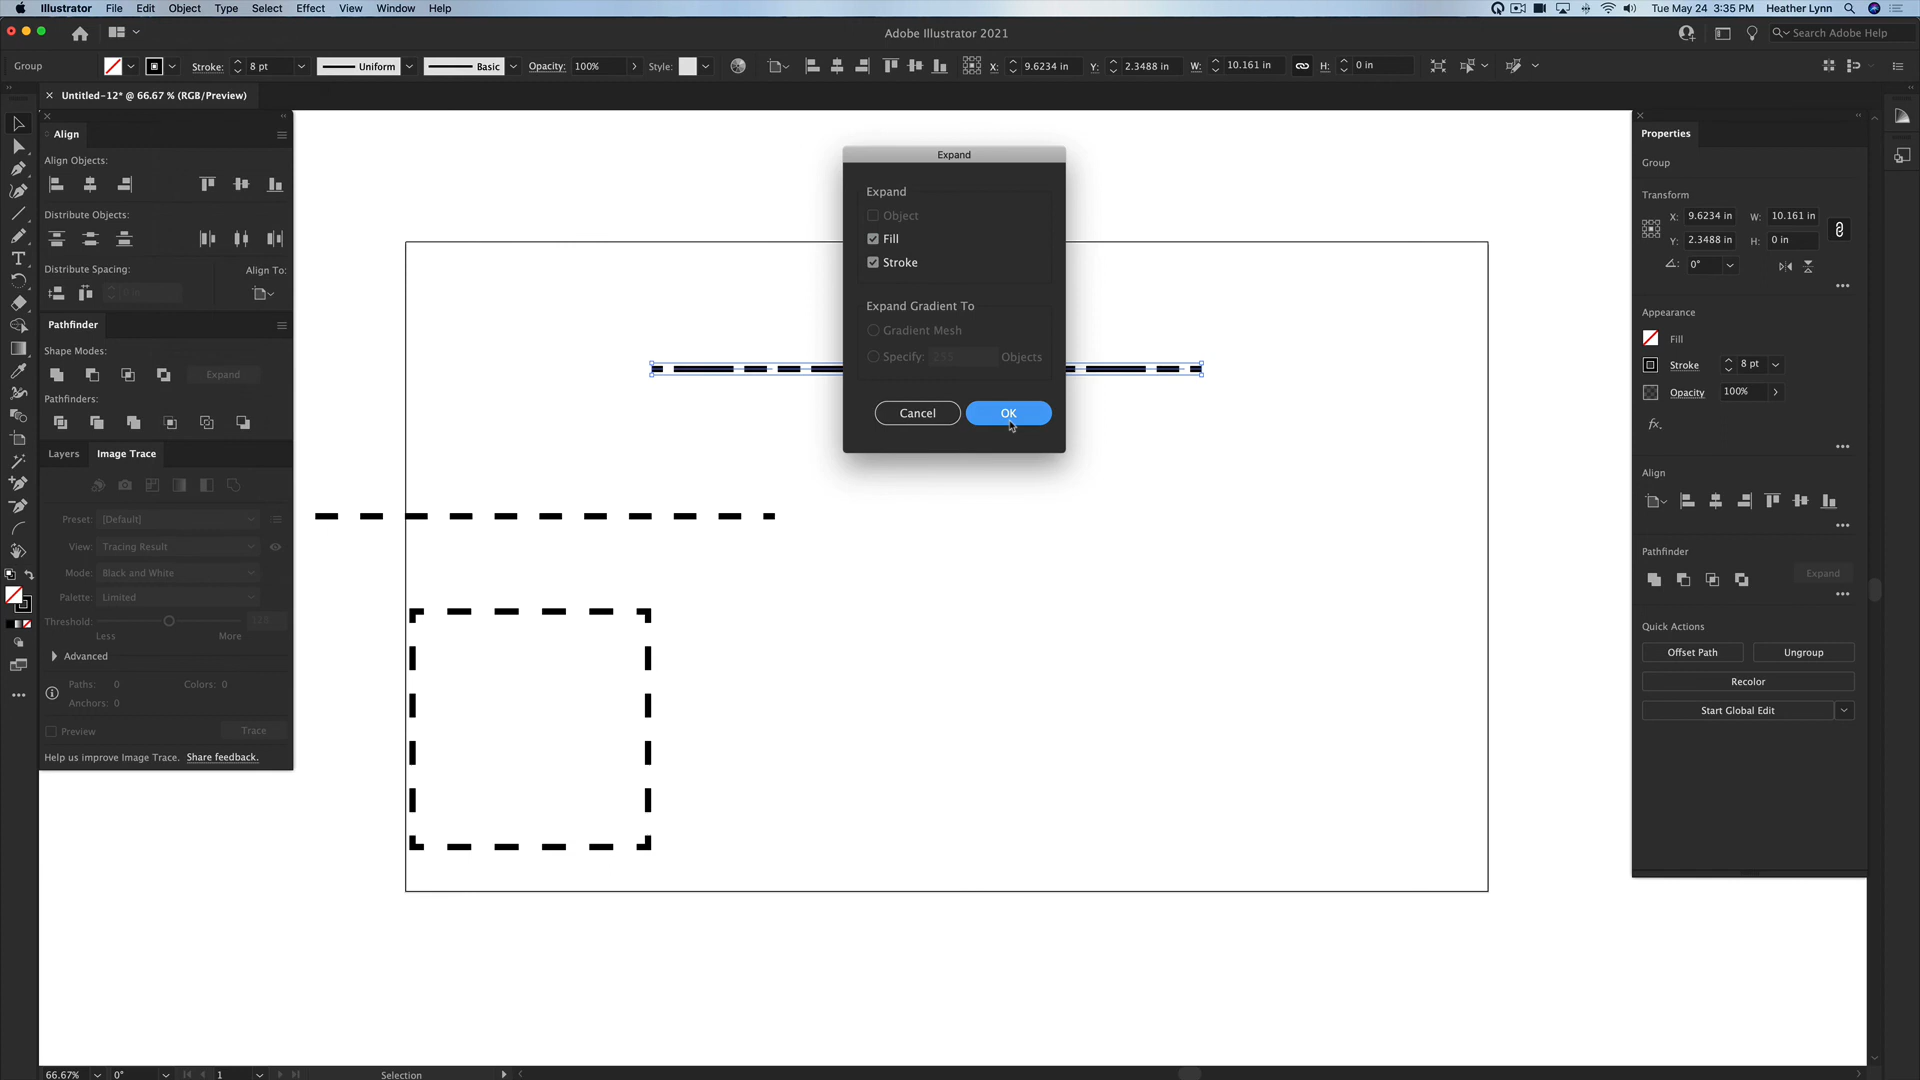 Illustrator File Edit Object Type Select Effect View Window Help Tue May 24 3:35 PM Heather Lynn
Adobe Illustrator 2021 Search Adobe Help
Group Stroke: 8 pt Uniform Basic Opacity: 100% Style: X: 9.6234 in Y: 2.3488 in W: 10.161 in H: 0 in
Untitled-12* @ 66.67 % (RGB/Preview)
Align
Align Objects:
Distribute Objects:
Distribute Spacing: Align To:
0 in
Pathfinder
Shape Modes:
Expand
Pathfinders:
Layers Image Trace
Preset: [Default]
View: Tracing Result
Mode: Black and White
Palette: Limited
Threshold: 128
Less More
Advanced
Paths: 0 Colors: 0
Anchors: 0
Preview Trace
Help us improve Image Trace. Share feedback.
Expand
Expand
Object
Fill
Stroke
Expand Gradient To
Gradient Mesh
Specify: 255 Objects
Cancel OK
Properties
Group
Transform
X: 9.6234 in W: 10.161 in
Y: 2.3488 in H: 0 in
0°
Appearance
Fill
Stroke 8 pt
Opacity 100%
fx.
Align
Pathfinder
Expand
Quick Actions
Offset Path Ungroup
Recolor
Start Global Edit
66.67% 0° 1 Selection